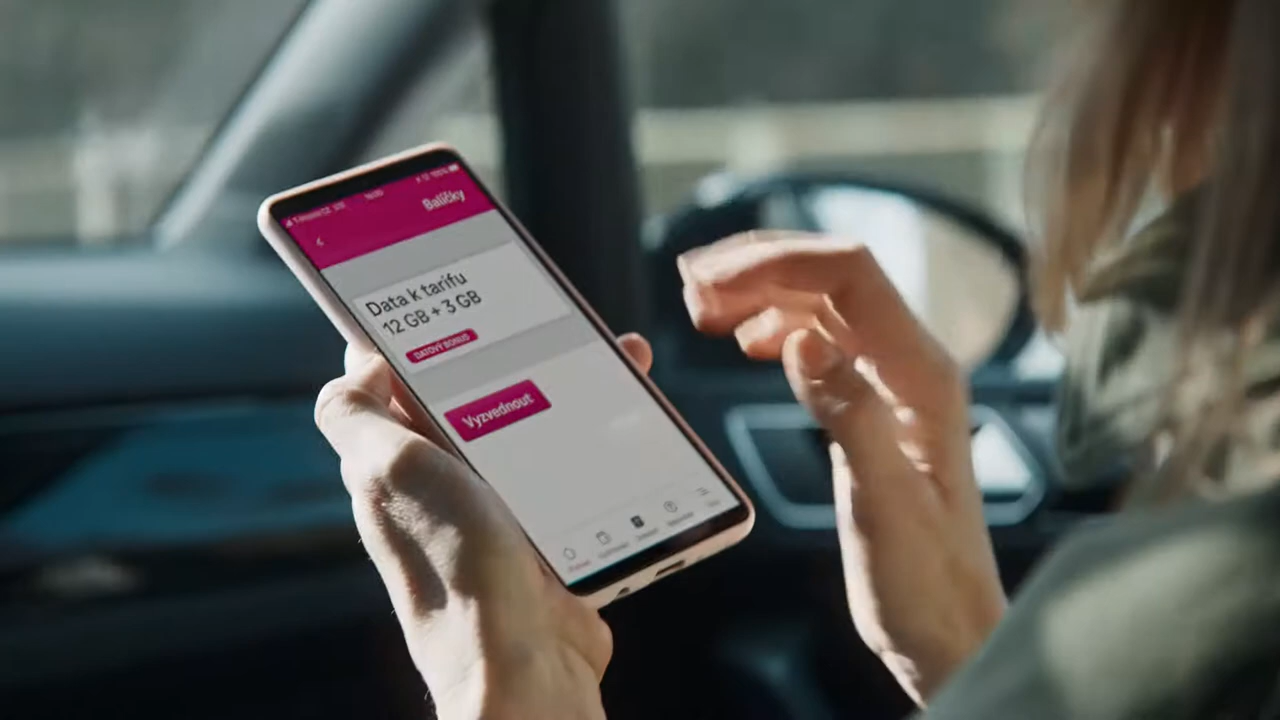 Balíčky
Data k tarifu
12 GB + 3 GB
DATOVÝ BONUS
Vyzvednout